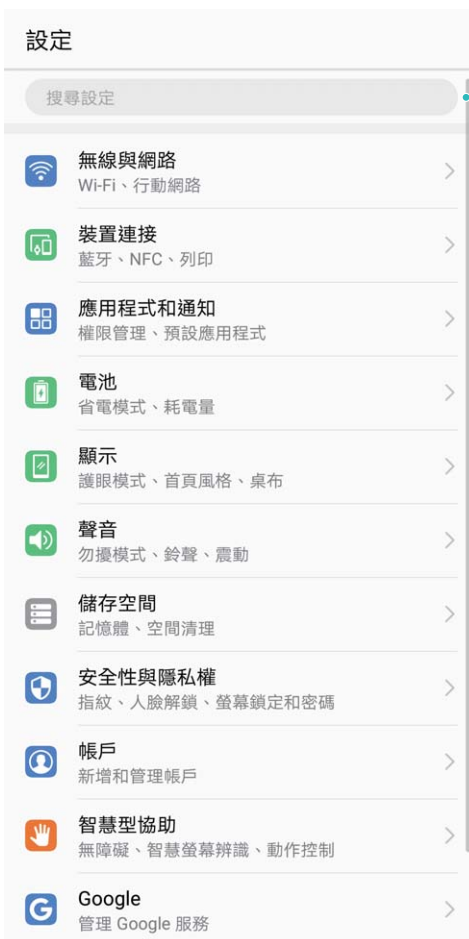 設定
搜尋設定
無線與網路
Wi-Fi、行動網路
裝置連接
藍牙、NFC、列印
應用程式和通知
權限管理、預設應用程式
電池
省電模式、耗電量
顯示
護眼模式、首頁風格、桌布
聲音
勿擾模式、鈴聲、震動
儲存空間
記憶體、空間清理
安全性與隱私權
指紋、人臉解鎖、螢幕鎖定和密碼
帳戶
新增和管理帳戶
智慧型協助
無障礙、智慧螢幕辨識、動作控制
Google
管理 Google 服務